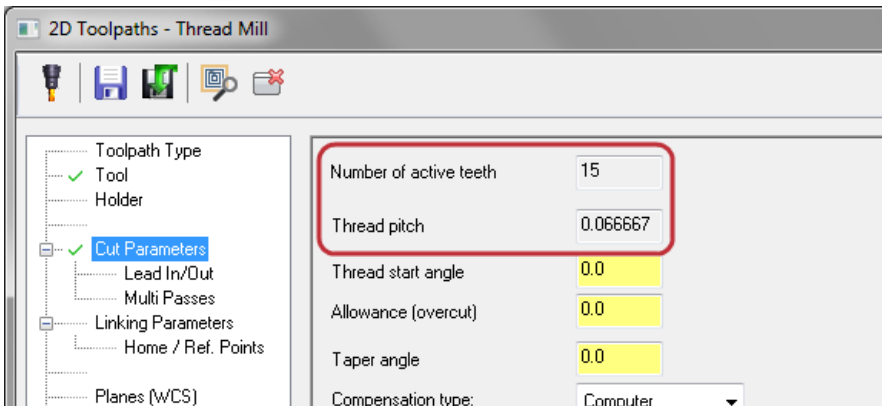 2D Toolpaths - Thread Mill
Toolpath Type
Tool
Holder
Cut Parameters
Lead In/Out
Multi Passes
Linking Parameters
Home / Ref. Points
Planes (WCS)
Number of active teeth 15
Thread pitch 0.066667
Thread start angle 0.0
Allowance (overcut) 0.0
Taper angle 0.0
Compensation type: Computer